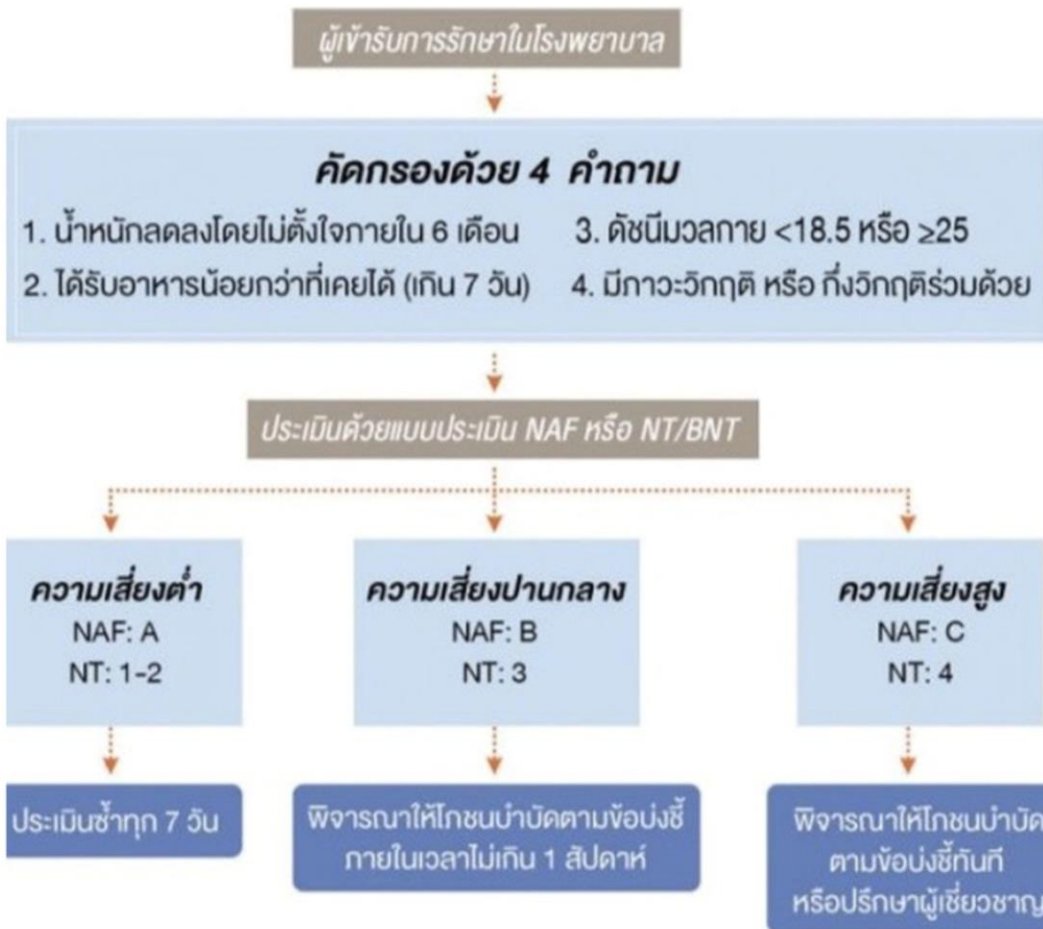 ผู้เข้ารับการรักษาในโรงพยาบาล
คัดกรองด้วย 4 คำถาม
1. น้ำหนักลดลงโดยไม่ตั้งใจภายใน 6 เดือน
2. ได้รับอาหารน้อยกว่าที่เคยได้ (เกิน 7 วัน)
3. ดัชนีมวลกาย <18.5 หรือ ≥25
4. มีภาวะวิกฤติ หรือ กึ่งวิกฤติร่วมด้วย
ประเมินด้วยแบบประเมิน NAF หรือ NT/BNT
ความเสี่ยงต่ำ
NAF: A
NT: 1-2
ประเมินซ้ำทุก 7 วัน
ความเสี่ยงปานกลาง
NAF: B
NT: 3
พิจารณาให้โภชนบำบัดตามข้อบ่งชี้
ภายในเวลาไม่เกิน 1 สัปดาห์
ความเสี่ยงสูง
NAF: C
NT: 4
พิจารณาให้โภชนบำบัด
ตามข้อบ่งชี้ทันที
หรือปรึกษาผู้เชี่ยวชาญ